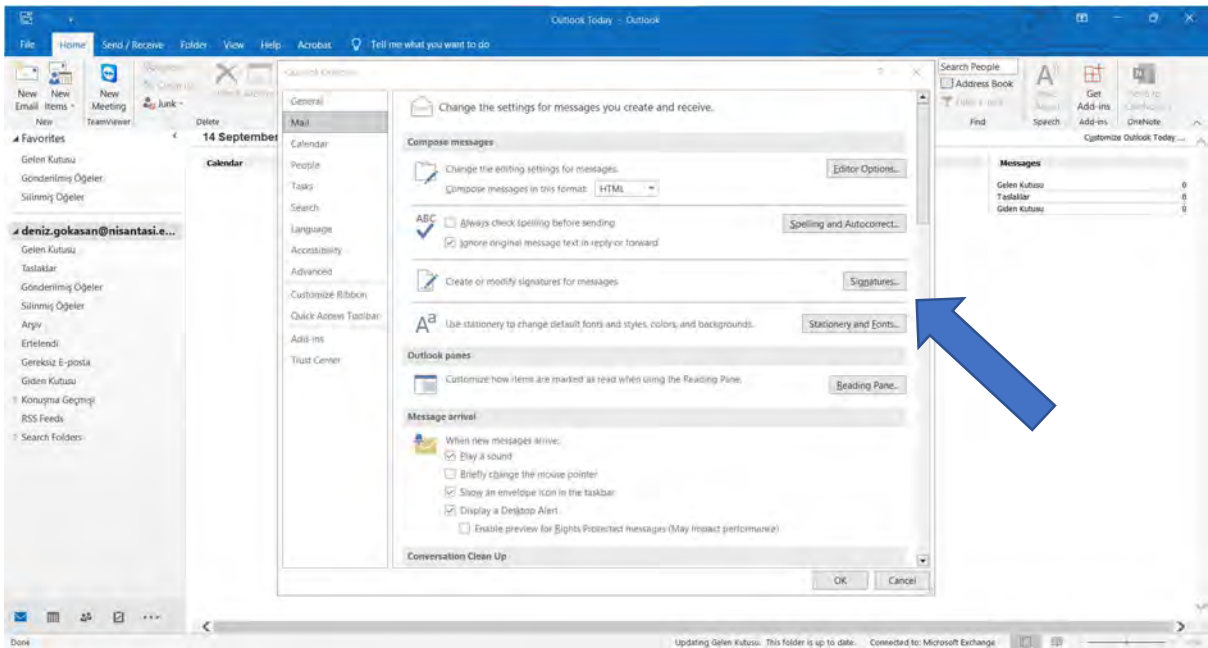 Outlook Today - Outlook
File Home Send / Receive Folder View Help Acrobat Tell me what you want to do
New Email
New Items
New Meeting
Junk
New
TeamViewer
Delete
Search People
Address Book
Find
Speech
Get Add-ins
Add-ins
OneNote
Favorites
Gelen Kutusu
Gönderilmiş Öğeler
Silinmiş Öğeler
deniz.gokasan@nisantasi.e...
Gelen Kutusu
Taslaklar
Gönderilmiş Öğeler
Silinmiş Öğeler
Arşiv
Ertelendi
Gereksiz E-posta
Giden Kutusu
Konuşma Geçmişi
RSS Feeds
Search Folders
14 September
Calendar
General
Mail
Calendar
People
Tasks
Search
Language
Accessibility
Advanced
Customize Ribbon
Quick Access Toolbar
Add-ins
Trust Center
Change the settings for messages you create and receive.
Compose messages
Change the editing settings for messages.
Editor Options...
Compose messages in this format: HTML
ABC
Always check spelling before sending
Spelling and Autocorrect...
Ignore original message text in reply or forward
Create or modify signatures for messages.
Signatures...
Use stationery to change default fonts and styles, colors, and backgrounds.
Stationery and Fonts...
Outlook panes
Customize how items are marked as read when using the Reading Pane.
Reading Pane...
Message arrival
When new messages arrive:
Play a sound
Briefly change the mouse pointer
Show an envelope icon in the taskbar
Display a Desktop Alert
Enable preview for Rights Protected messages (May impact performance)
Conversation Clean Up
OK Cancel
Customize Outlook Today ...
Messages
Gelen Kutusu 0
Taslaklar 0
Giden Kutusu 0
Done
Updating Gelen Kutusu. This folder is up to date. Connected to: Microsoft Exchange